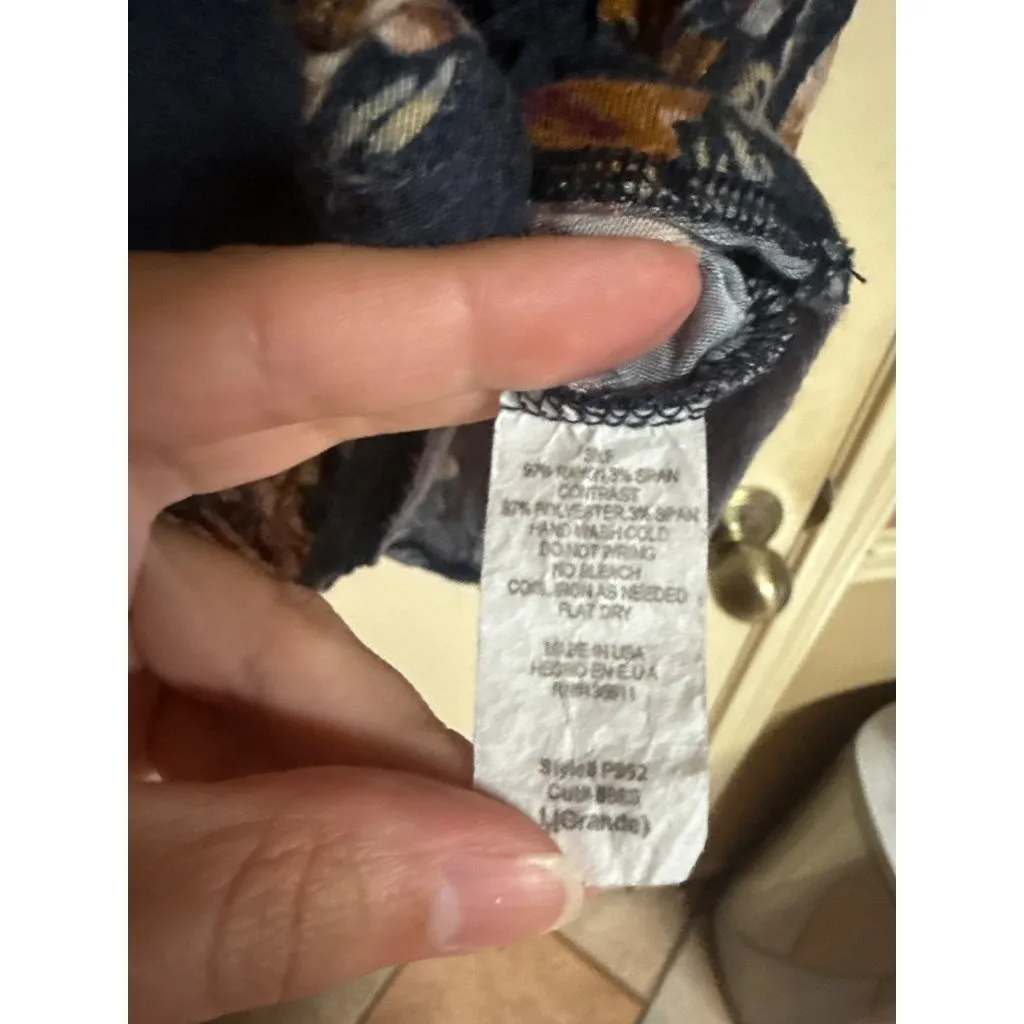 97% RAYON 3% SPAN
CONTRAST
97% POLYESTER 3% SPAN
HAND WASH COLD
DO NOT WRING
NO BLEACH
COOL IRON AS NEEDED
FLAT DRY
MADE IN USA
HECHO EN E.U.A
Style# P952
Cut#
L(Grande)